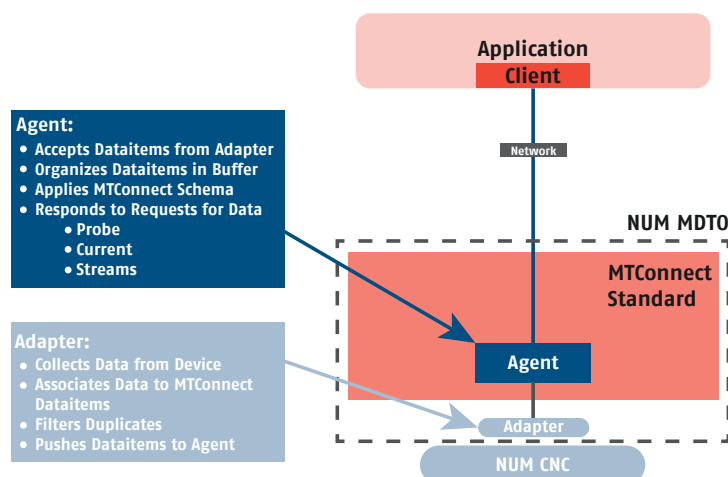 Application
Client
Agent:
• Accepts Dataitems from Adapter
• Organizes Dataitems in Buffer
• Applies MTConnect Schema
• Responds to Requests for Data
• Probe
• Current
• Streams
Network
NUM MDTO
MTConnect
Standard
Agent
Adapter:
• Collects Data from Device
• Associates Data to MTConnect
Dataitems
• Filters Duplicates
• Pushes Dataitems to Agent
Adapter
NUM CNC